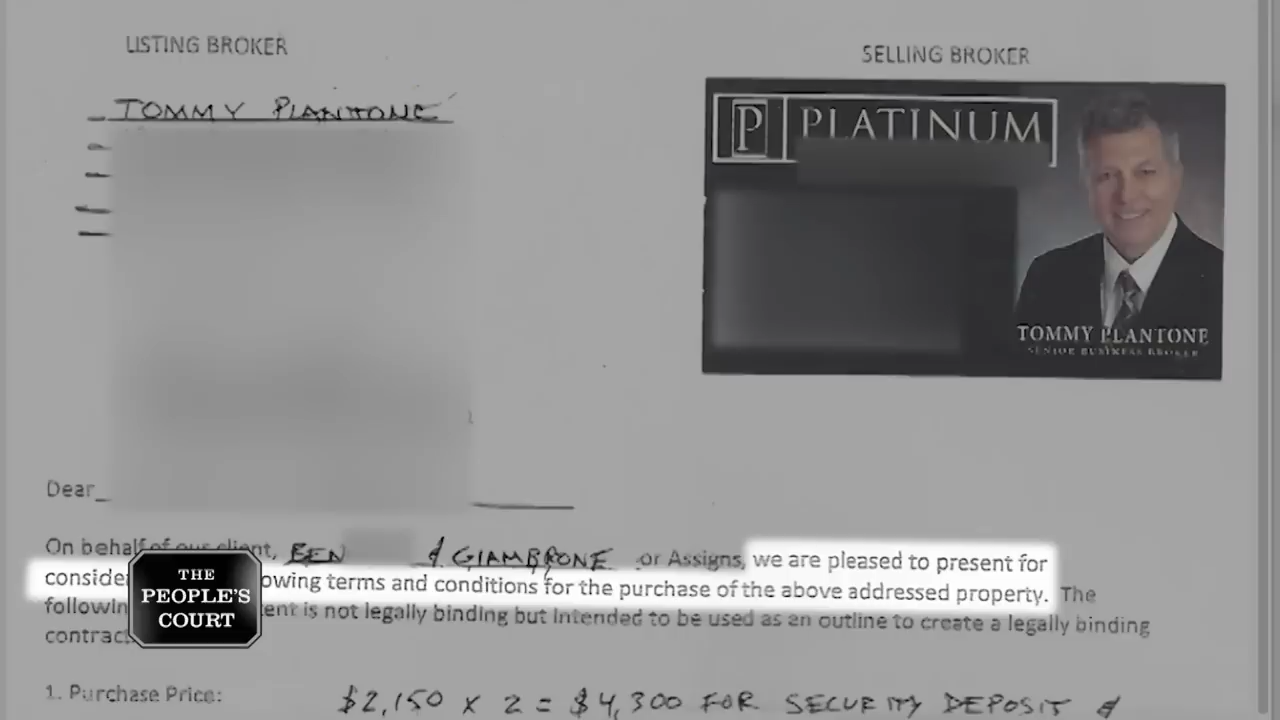 LISTING BROKER
SELLING BROKER
TOMMY PLANTONE
P PLATINUM
TOMMY PLANTONE
SENIOR BUSINESS BROKER
Dear
On behalf of our client, BEN & GIAMBRONE or Assigns, we are pleased to present for
consider owing terms and conditions for the purchase of the above addressed property. The
followin tent is not legally binding but intended to be used as an outline to create a legally binding
contrac
THE
PEOPLE'S
COURT
1. Purchase Price: $2,150 x 2 = $4,300 FOR SECURITY DEPOSIT &